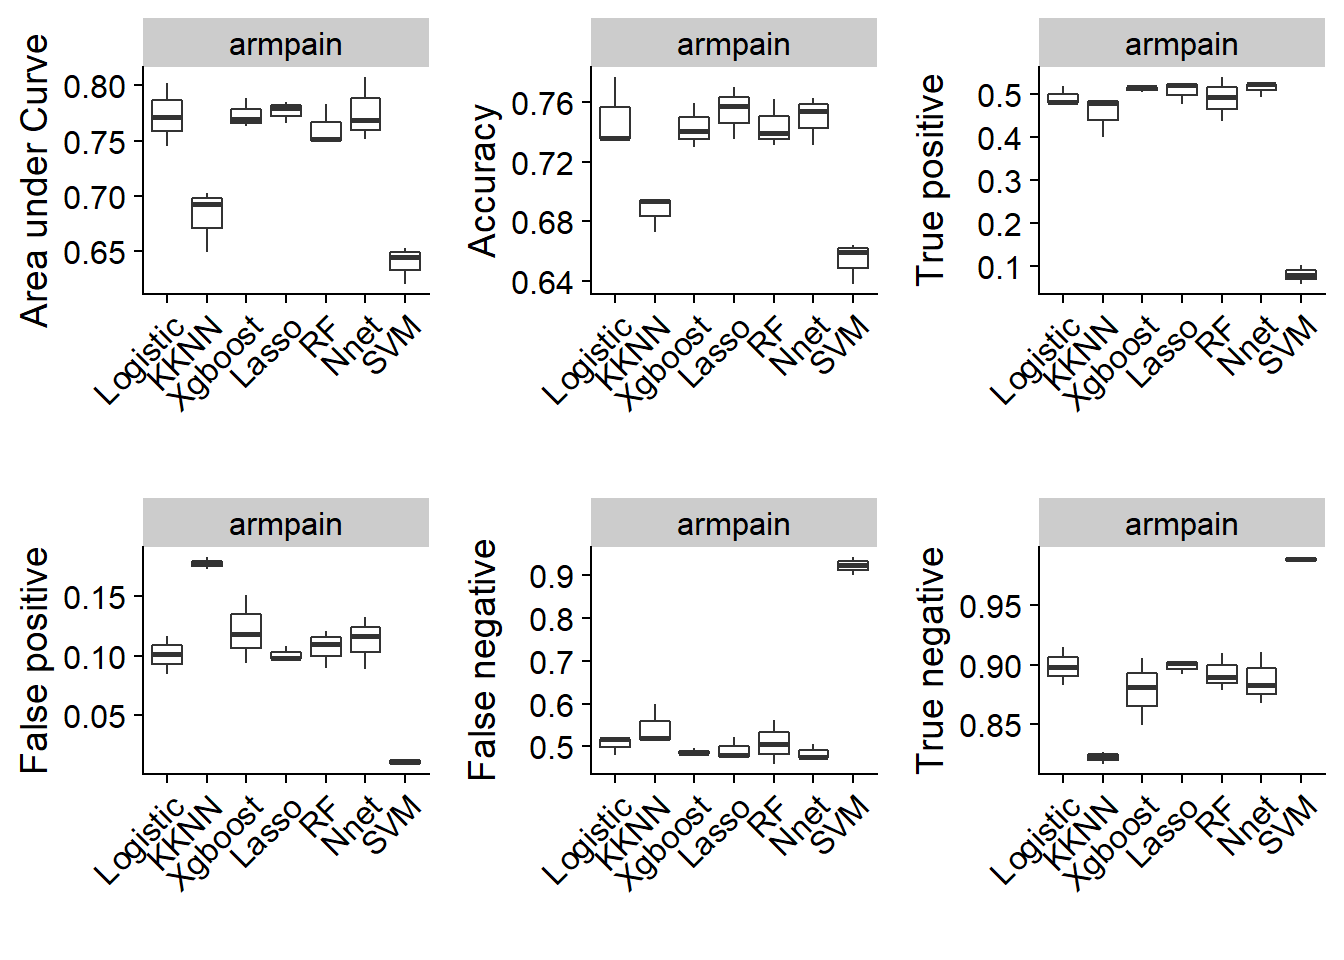 armpain
Area under Curve
0.80
0.75
0.70
0.65
Logistic
KKNN
Xgboost
Lasso
RF
Nnet
SVM
armpain
Accuracy
0.76
0.72
0.68
0.64
Logistic
KKNN
Xgboost
Lasso
RF
Nnet
SVM
armpain
True positive
0.5
0.4
0.3
0.2
0.1
Logistic
KKNN
Xgboost
Lasso
RF
Nnet
SVM
armpain
False positive
0.15
0.10
0.05
Logistic
KKNN
Xgboost
Lasso
RF
Nnet
SVM
armpain
False negative
0.9
0.8
0.7
0.6
0.5
Logistic
KKNN
Xgboost
Lasso
RF
Nnet
SVM
armpain
True negative
0.95
0.90
0.85
Logistic
KKNN
Xgboost
Lasso
RF
Nnet
SVM